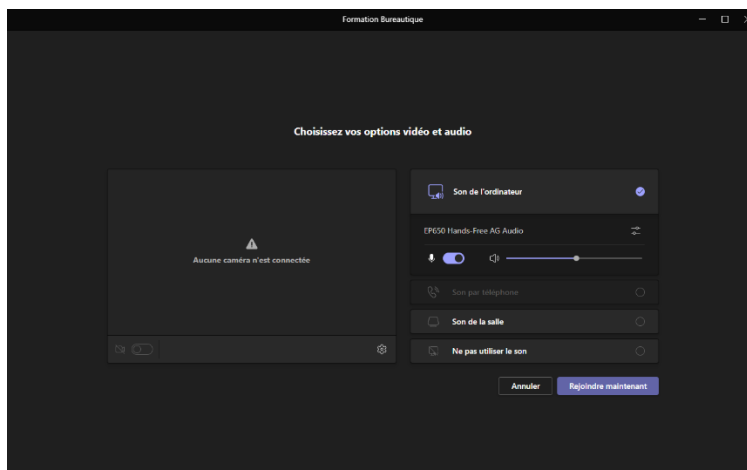 Formation Bureautique
Choisissez vos options vidéo et audio
Aucune caméra n'est connectée
Son de l'ordinateur
EP650 Hands-Free AG Audio
Son par téléphone
Son de la salle
Ne pas utiliser le son
Annuler
Rejoindre maintenant